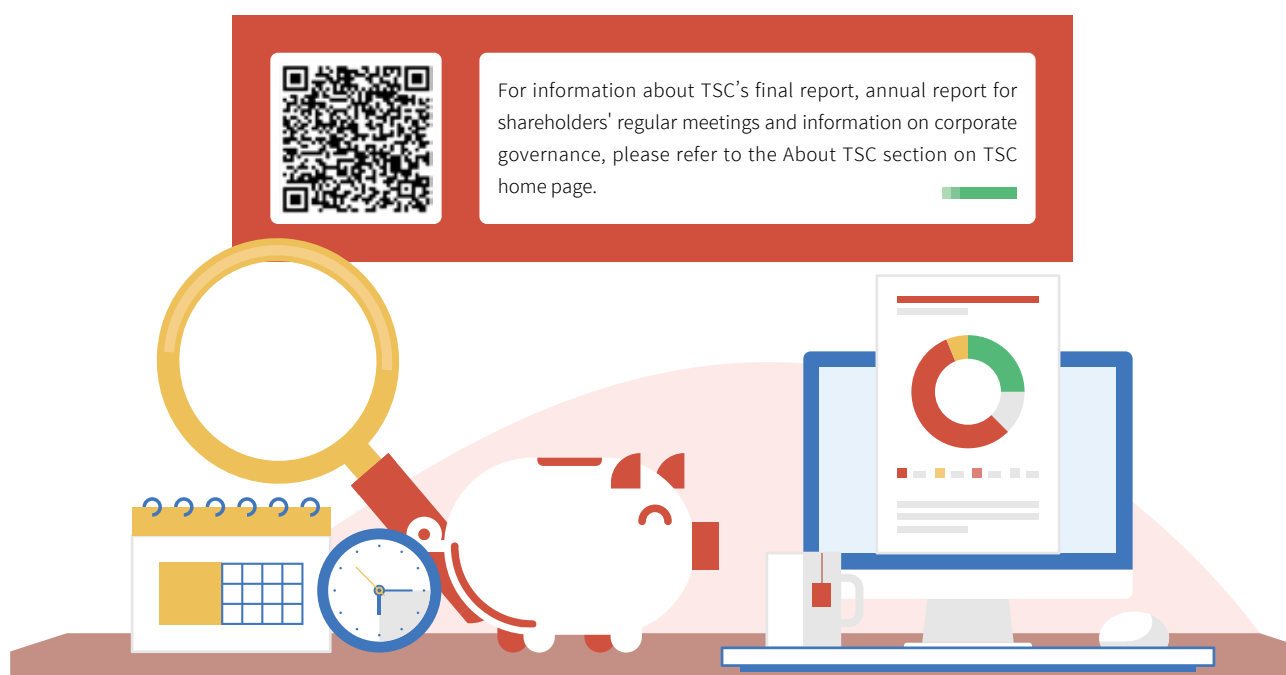 For information about TSC’s final report, annual report for
shareholders' regular meetings and information on corporate
governance, please refer to the About TSC section on TSC
home page.